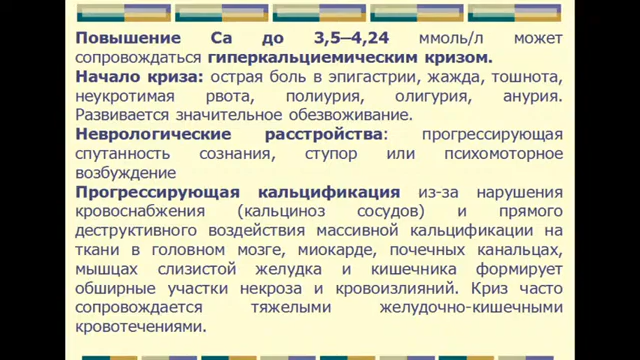 Повышение Са до 3,5–4,24 ммоль/л может
сопровождаться гиперкальциемическим кризом.
Начало криза: острая боль в эпигастрии, жажда, тошнота,
неукротимая рвота, полиурия, олигурия, анурия.
Развивается значительное обезвоживание.
Неврологические расстройства: прогрессирующая
спутанность сознания, ступор или психомоторное
возбуждение
Прогрессирующая кальцификация из-за нарушения
кровоснабжения (кальциноз сосудов) и прямого
деструктивного воздействия массивной кальцификации на
ткани в головном мозге, миокарде, почечных канальцах,
мышцах слизистой желудка и кишечника формирует
обширные участки некроза и кровоизлияний. Криз часто
сопровождается тяжелыми желудочно-кишечными
кровотечениями.